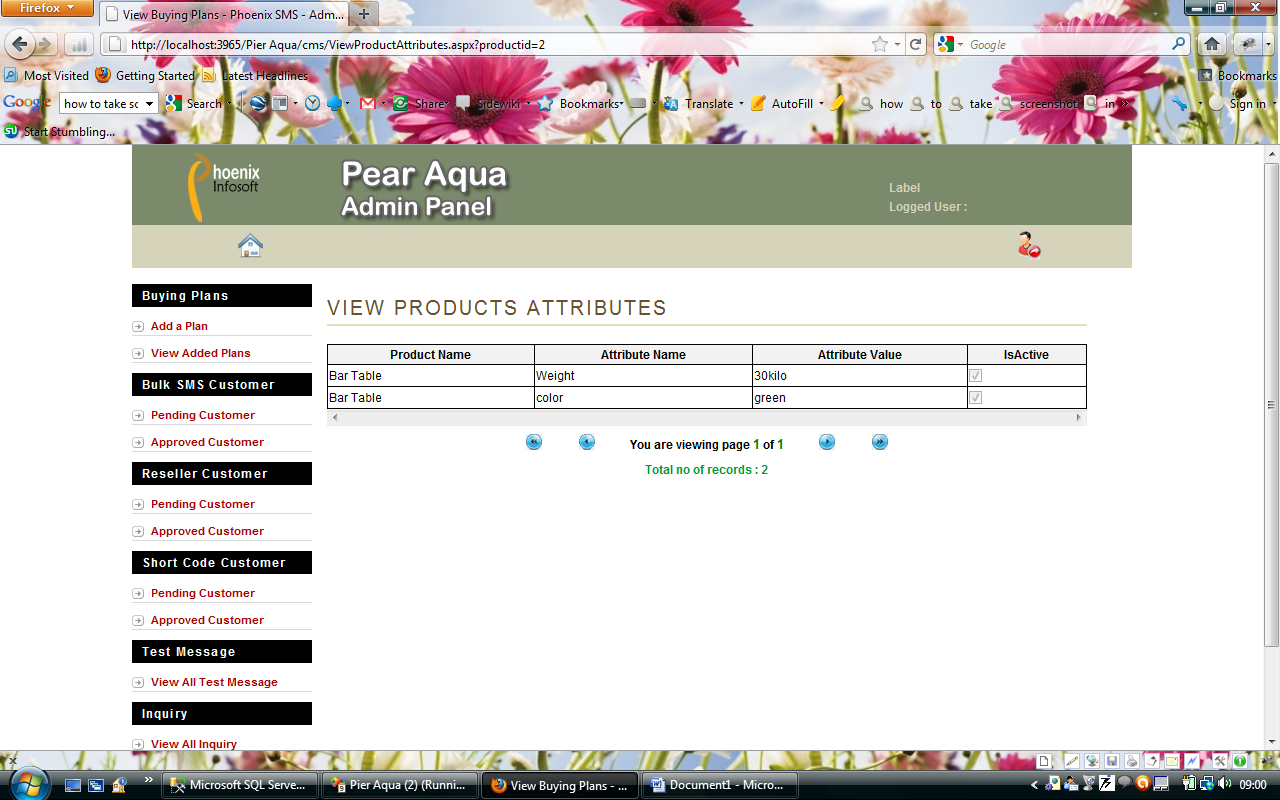 Firefox
View Buying Plans - Phoenix SMS - Adm...
http://localhost:3965/Pier Aqua/cms/ViewProductAttributes.aspx?productid=2
Google
Most Visited Getting Started Latest Headlines Bookmarks
Google how to take sc Search Share Sidewiki Bookmarks Translate AutoFill how to take screenshot in » Sign in
Start Stumbling...
Phoenix Infosoft
Pear Aqua
Admin Panel
Label
Logged User :
Buying Plans
Add a Plan
View Added Plans
Bulk SMS Customer
Pending Customer
Approved Customer
Reseller Customer
Pending Customer
Approved Customer
Short Code Customer
Pending Customer
Approved Customer
Test Message
View All Test Message
Inquiry
View All Inquiry
VIEW PRODUCTS ATTRIBUTES
Product Name Attribute Name Attribute Value IsActive
Bar Table Weight 30kilo
Bar Table color green
You are viewing page 1 of 1
Total no of records : 2
Microsoft SQL Serve... Pier Aqua (2) (Runni... View Buying Plans - ... Document1 - Micro... 09:00